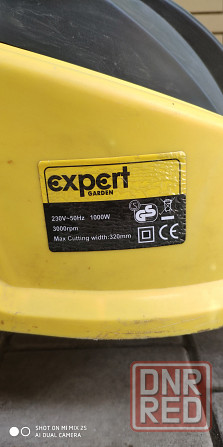 expert
GARDEN
230V~50Hz 1000W
3000rpm
Max Cutting width:320mm
GS
CE
DNR
RED
SHOT ON MI MIX 2S
AI DUAL CAMERA